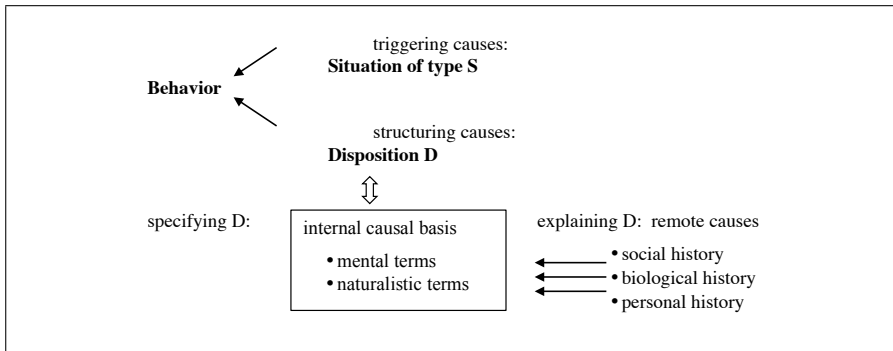 triggering causes:
Situation of type S
Behavior
structuring causes:
Disposition D
specifying D:
internal causal basis
• mental terms
• naturalistic terms
explaining D: remote causes
• social history
• biological history
• personal history